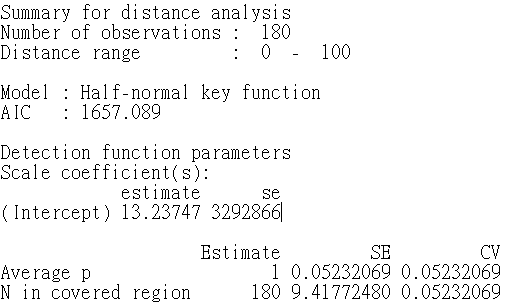 Summary for distance analysis
Number of observations : 180
Distance range : 0 - 100
Model : Half-normal key function
AIC : 1657.089
Detection function parameters
Scale coefficient(s):
estimate se
(Intercept) 13.23747 3292866
Estimate SE CV
Average p 1 0.05232069 0.05232069
N in covered region 180 9.41772480 0.05232069